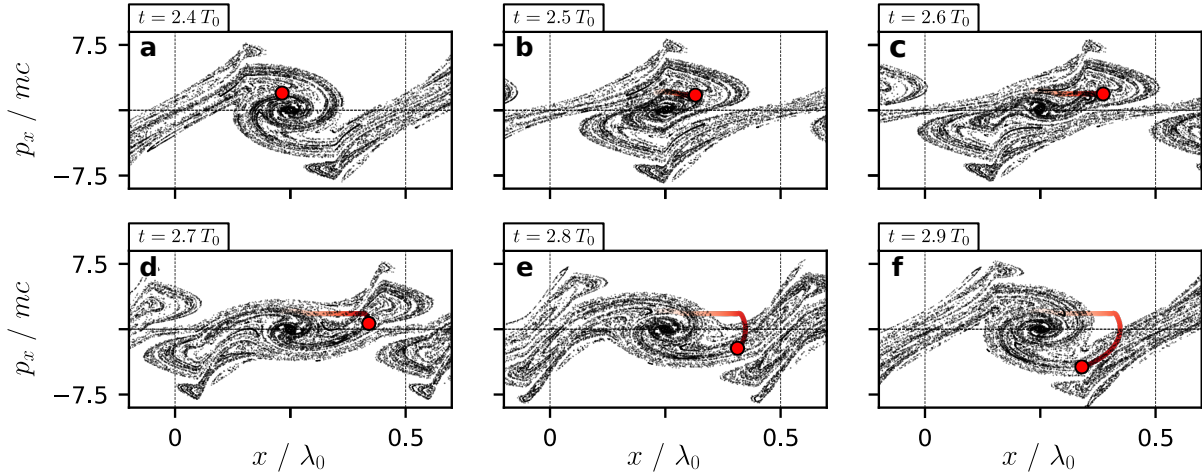 t = 2.4 T₀
t = 2.5 T₀
t = 2.6 T₀
a
b
c
7.5
−7.5
pₓ / mc
t = 2.7 T₀
t = 2.8 T₀
t = 2.9 T₀
d
e
f
7.5
−7.5
pₓ / mc
0
0.5
0
0.5
0
0.5
x / λ₀
x / λ₀
x / λ₀